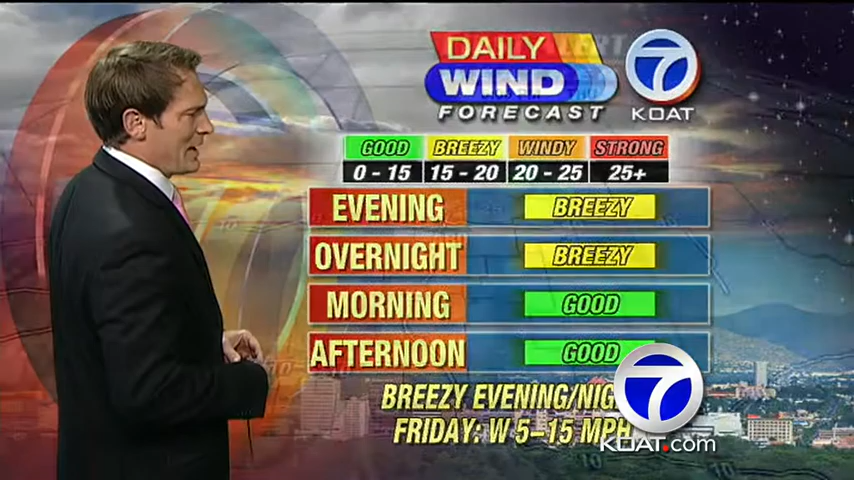 DAILY
WIND
FORECAST
7
KOAT
GOOD BREEZY WINDY STRONG
0 - 15 15 - 20 20 - 25 25+
EVENING BREEZY
OVERNIGHT BREEZY
MORNING GOOD
AFTERNOON GOOD
BREEZY EVENING/NIG
FRIDAY: W 5–15 MPH
7
KOAT.com